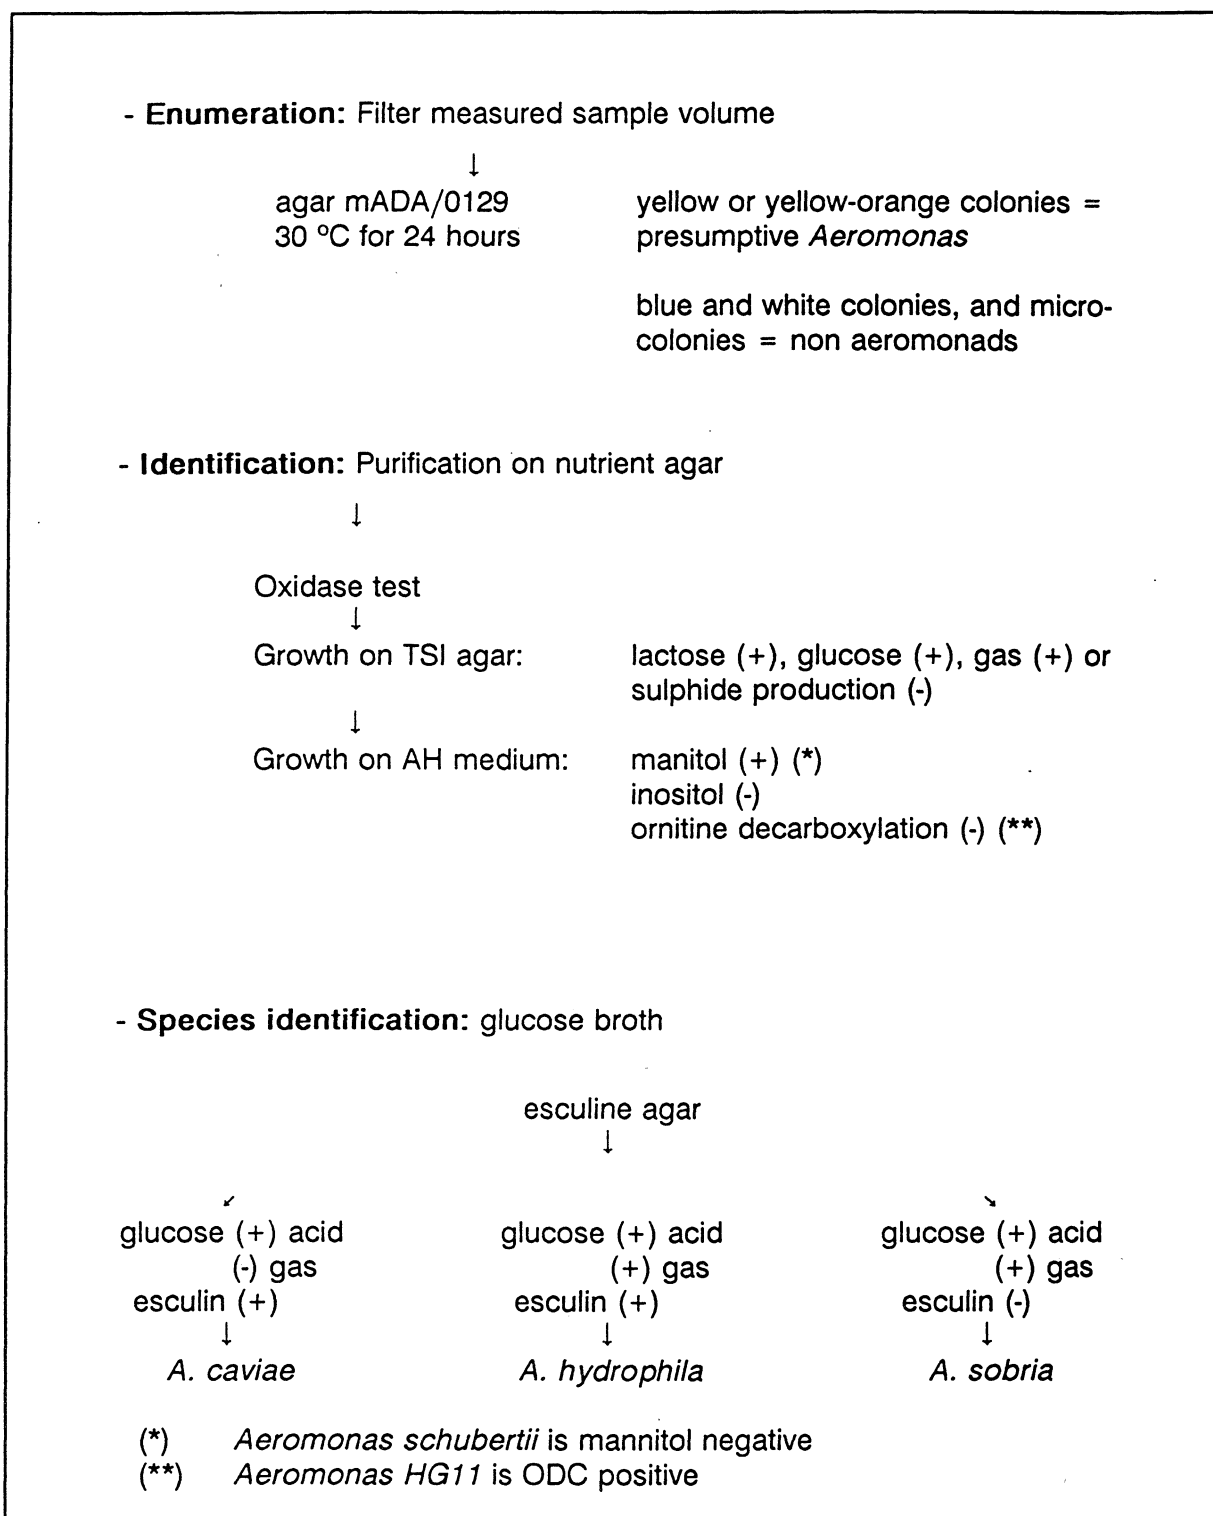 - Enumeration: Filter measured sample volume
↓
agar mADA/0129 yellow or yellow-orange colonies =
30 °C for 24 hours presumptive Aeromonas
blue and white colonies, and micro-
colonies = non aeromonads
- Identification: Purification on nutrient agar
↓
Oxidase test
↓
Growth on TSI agar: lactose (+), glucose (+), gas (+) or
sulphide production (-)
↓
Growth on AH medium: manitol (+) (*)
inositol (-)
ornitine decarboxylation (-) (**)
- Species identification: glucose broth
esculine agar
↓
↙ ↘
glucose (+) acid glucose (+) acid glucose (+) acid
(-) gas (+) gas (+) gas
esculin (+) esculin (+) esculin (-)
↓ ↓ ↓
A. caviae A. hydrophila A. sobria
(*) Aeromonas schubertii is mannitol negative
(**) Aeromonas HG11 is ODC positive